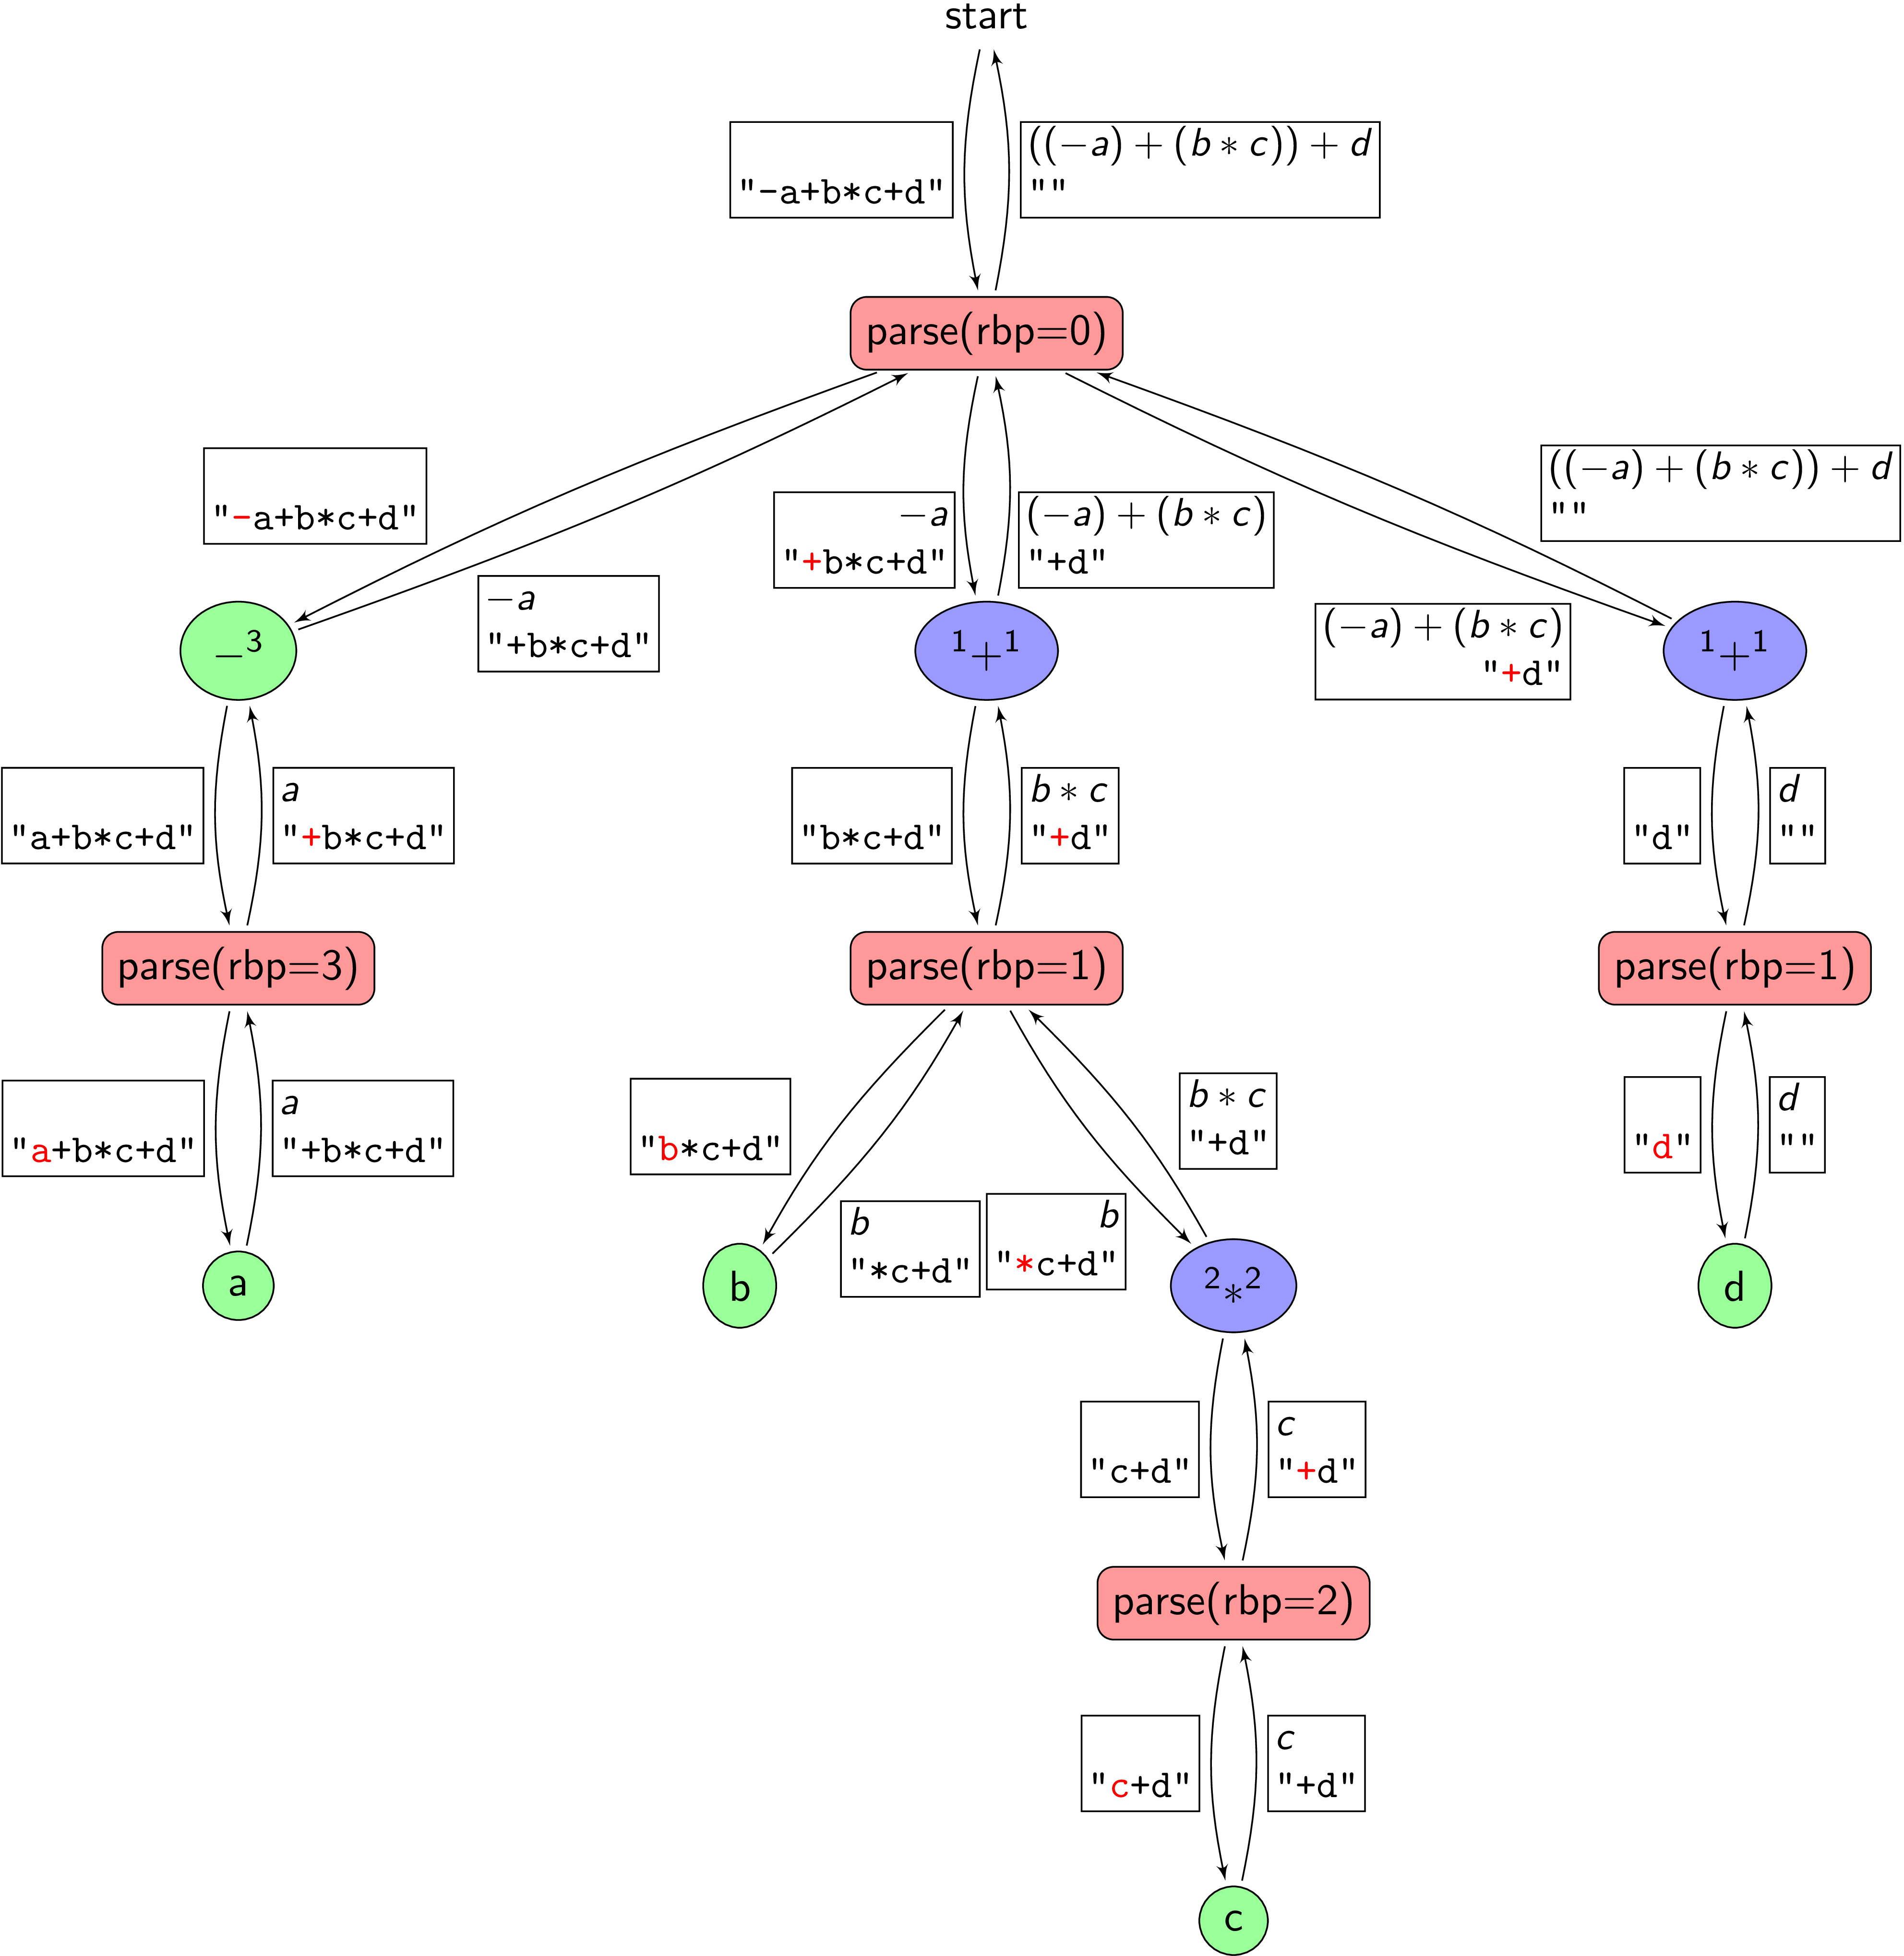 start
"-a+b*c+d"
((−a) + (b ∗ c)) + d
""
parse(rbp=0)
"-a+b*c+d"
−a
"+b*c+d"
−a
"+b*c+d"
(−a) + (b ∗ c)
"+d"
((−a) + (b ∗ c)) + d
""
(−a) + (b ∗ c)
"+d"
−³
¹+¹
¹+¹
"a+b*c+d"
a
"+b*c+d"
"b*c+d"
b ∗ c
"+d"
"d"
d
""
parse(rbp=3)
parse(rbp=1)
parse(rbp=1)
"a+b*c+d"
a
"+b*c+d"
"b*c+d"
b
"*c+d"
b
"*c+d"
b ∗ c
"+d"
"d"
d
""
a
b
²∗²
d
"c+d"
c
"+d"
parse(rbp=2)
"c+d"
c
"+d"
c